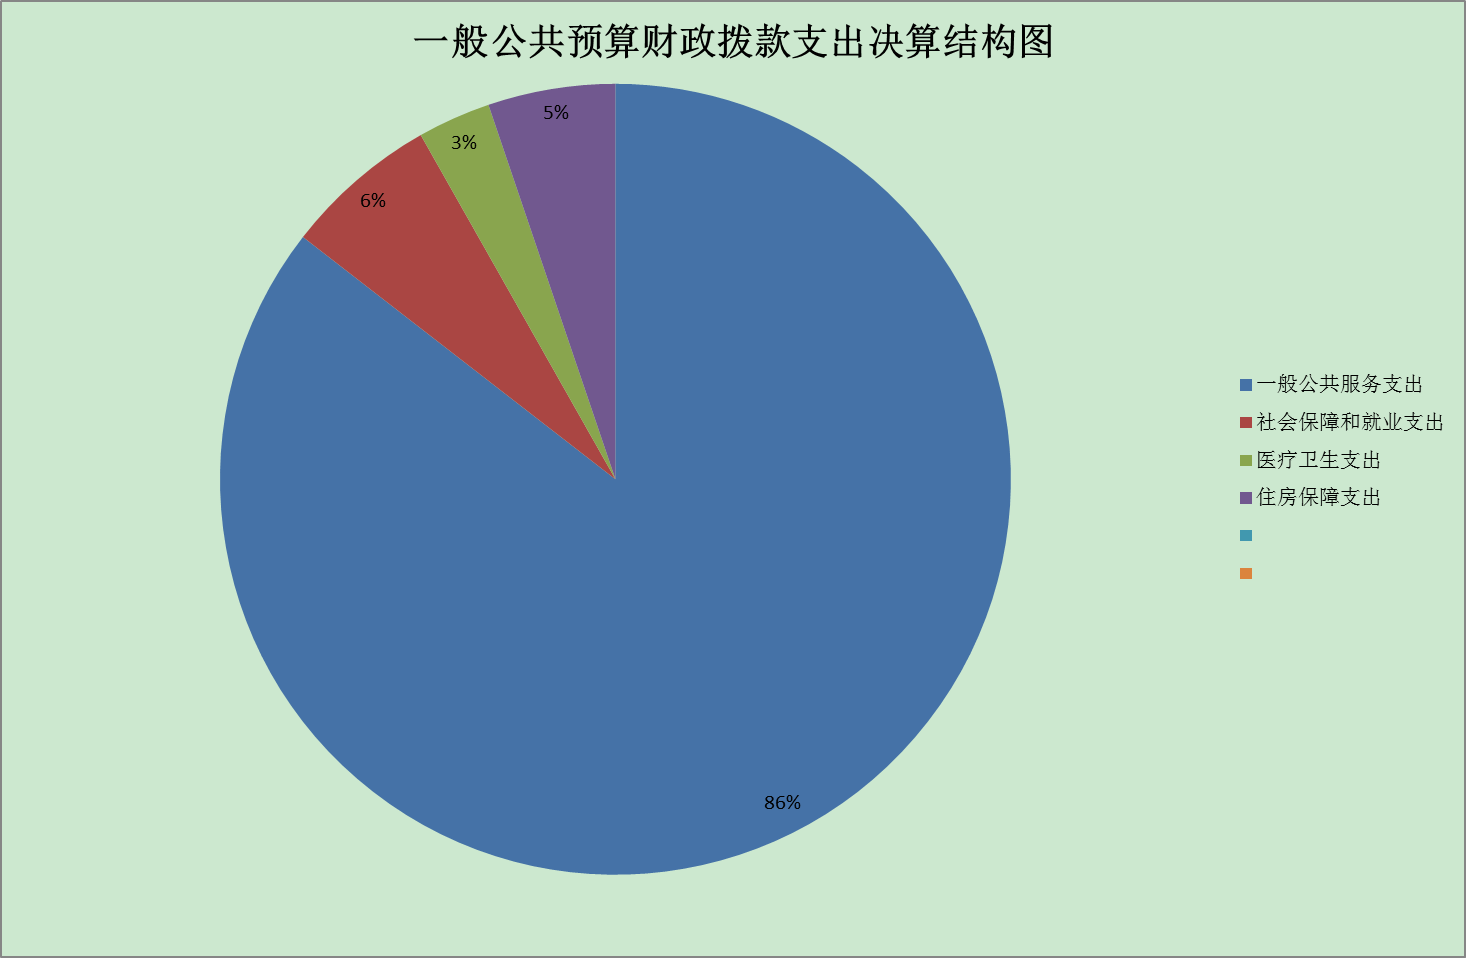 一般公共预算财政拨款支出决算结构图
5%
3%
6%
86%
一般公共服务支出
社会保障和就业支出
医疗卫生支出
住房保障支出